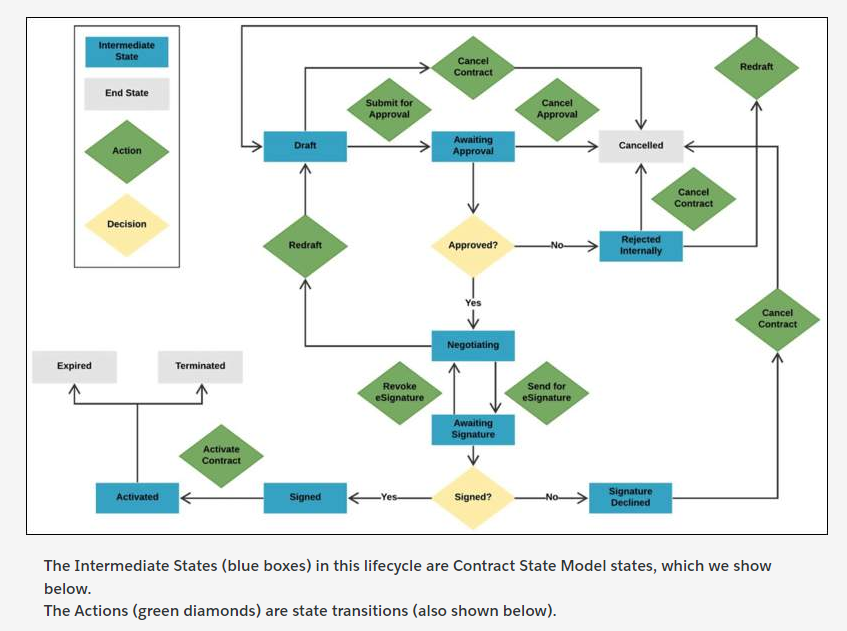 Intermediate
State
End State
Action
Decision
Redraft
Cancel
Contract
Submit for
Approval
Cancel
Approval
Draft
Awaiting
Approval
Cancelled
Cancel
Contract
Redraft
Approved?
No
Rejected
Internally
Yes
Cancel
Contract
Negotiating
Expired
Terminated
Revoke
eSignature
Send for
eSignature
Awaiting
Signature
Activate
Contract
Activated
Signed
Yes
Signed?
No
Signature
Declined
The Intermediate States (blue boxes) in this lifecycle are Contract State Model states, which we show
below.
The Actions (green diamonds) are state transitions (also shown below).